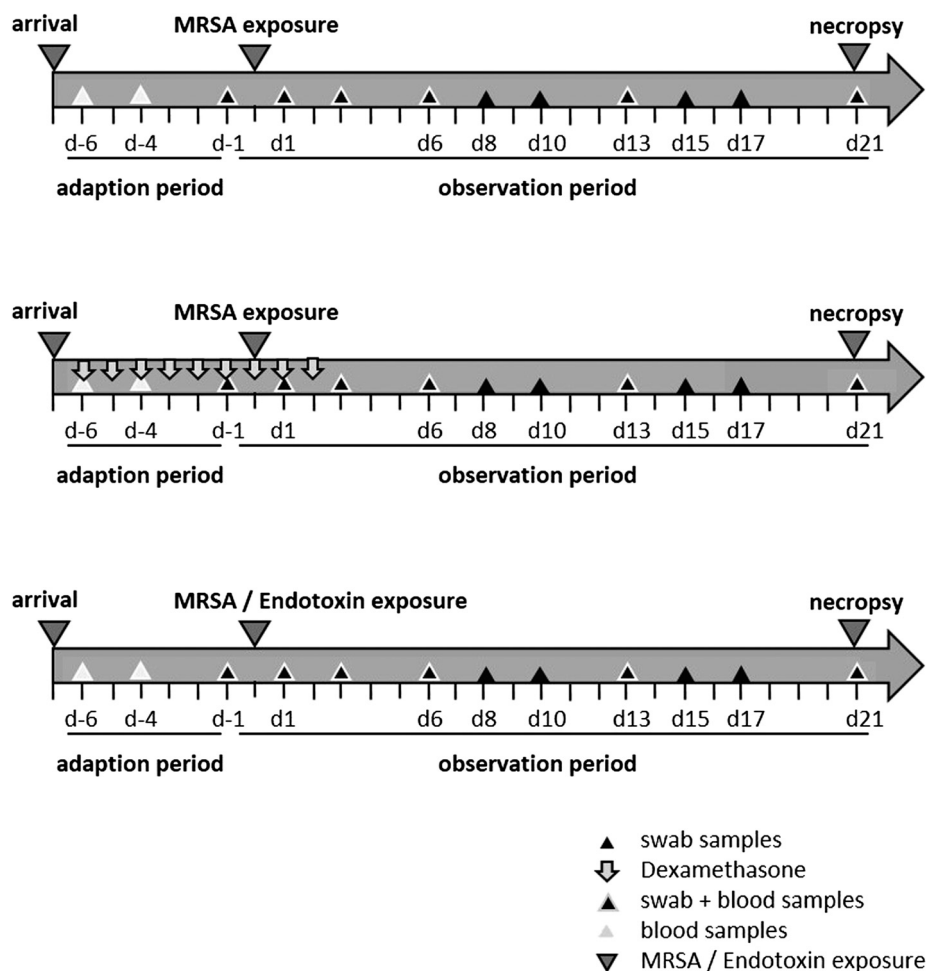 arrival MRSA exposure necropsy
d-6 d-4 d-1 d1 d6 d8 d10 d13 d15 d17 d21
adaption period observation period
arrival MRSA exposure necropsy
d-6 d-4 d-1 d1 d6 d8 d10 d13 d15 d17 d21
adaption period observation period
arrival MRSA / Endotoxin exposure necropsy
d-6 d-4 d-1 d1 d6 d8 d10 d13 d15 d17 d21
adaption period observation period
swab samples
Dexamethasone
swab + blood samples
blood samples
MRSA / Endotoxin exposure